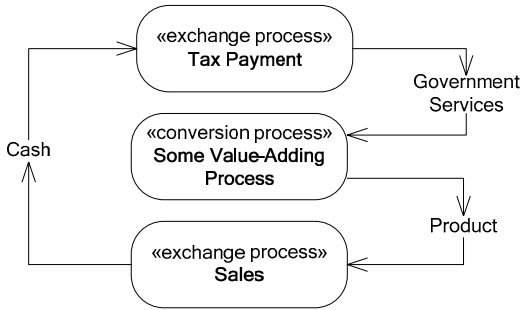 «exchange process»
Tax Payment
Government
Services
«conversion process»
Some Value-Adding
Process
Cash
Product
«exchange process»
Sales